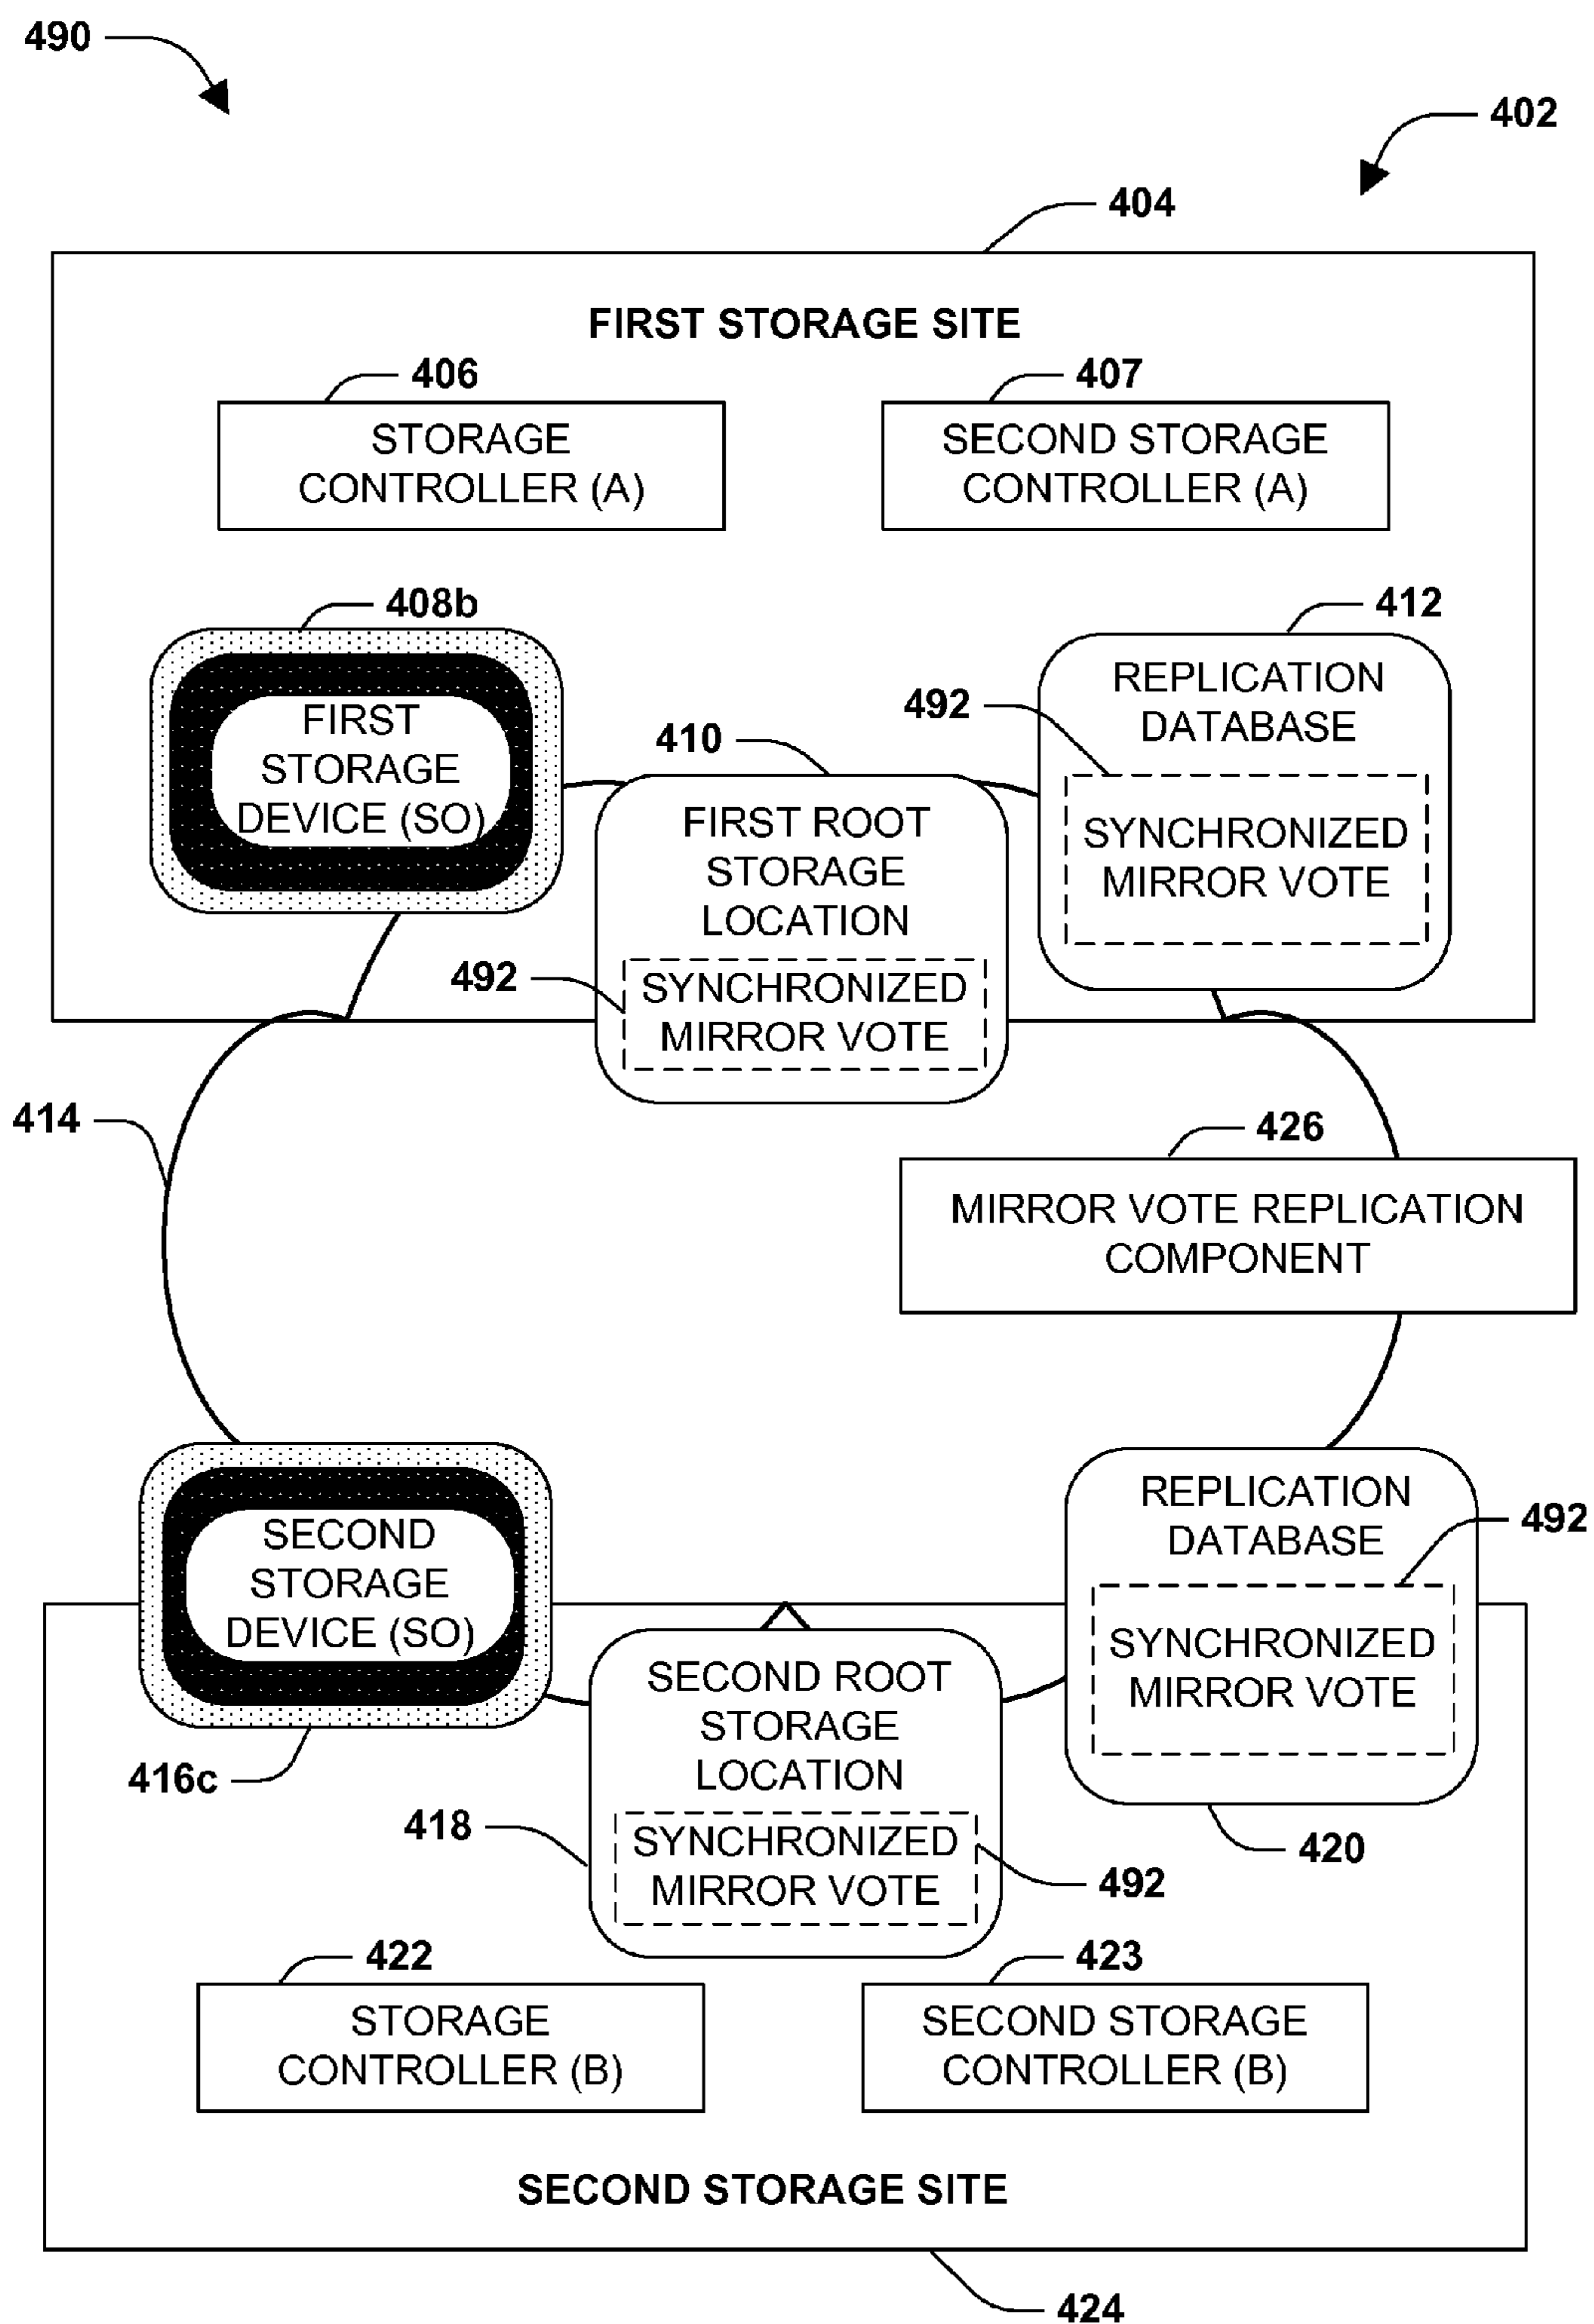 490
402
404
FIRST STORAGE SITE
406
407
STORAGE
CONTROLLER (A)
SECOND STORAGE
CONTROLLER (A)
408b
412
FIRST
STORAGE
DEVICE (SO)
410
492
REPLICATION
DATABASE
SYNCHRONIZED
MIRROR VOTE
FIRST ROOT
STORAGE
LOCATION
492
SYNCHRONIZED
MIRROR VOTE
414
426
MIRROR VOTE REPLICATION
COMPONENT
SECOND
STORAGE
DEVICE (SO)
416c
REPLICATION
DATABASE
492
SYNCHRONIZED
MIRROR VOTE
420
SECOND ROOT
STORAGE
LOCATION
418
SYNCHRONIZED
MIRROR VOTE
492
422
423
STORAGE
CONTROLLER (B)
SECOND STORAGE
CONTROLLER (B)
SECOND STORAGE SITE
424